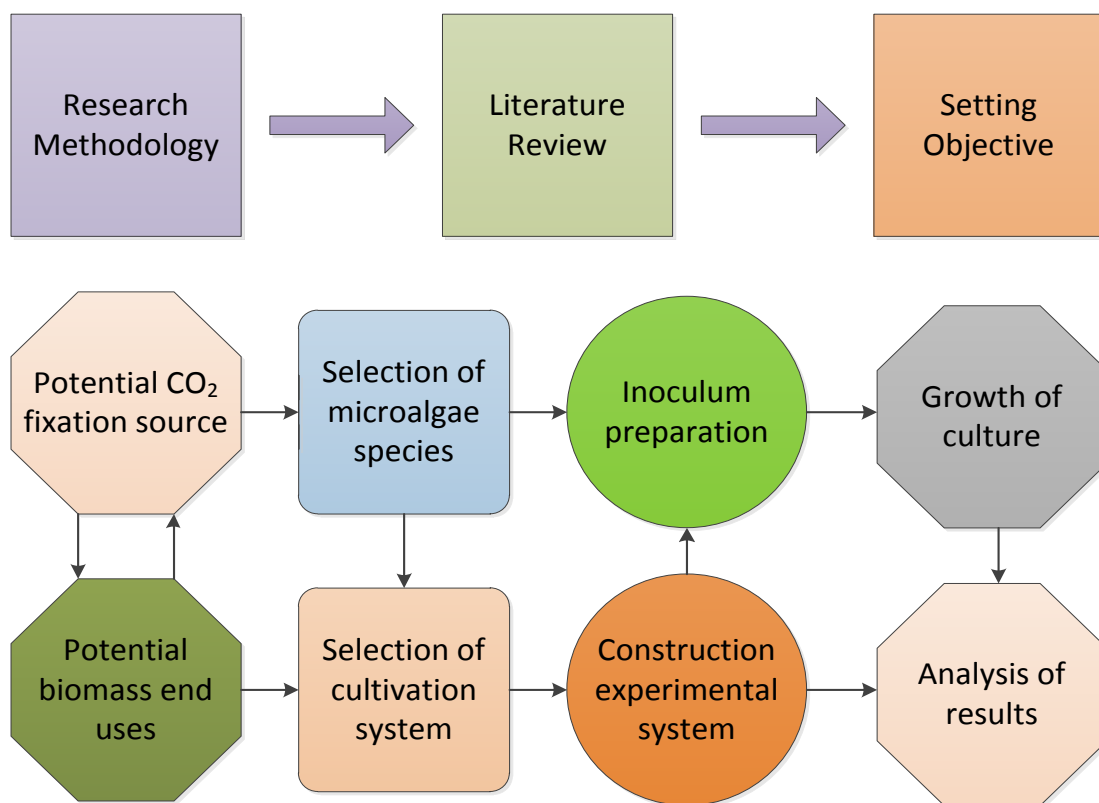 Research
Methodology
Literature
Review
Setting
Objective
Potential CO₂
fixation source
Selection of
microalgae
species
Inoculum
preparation
Growth of
culture
Potential
biomass end
uses
Selection of
cultivation
system
Construction
experimental
system
Analysis of
results